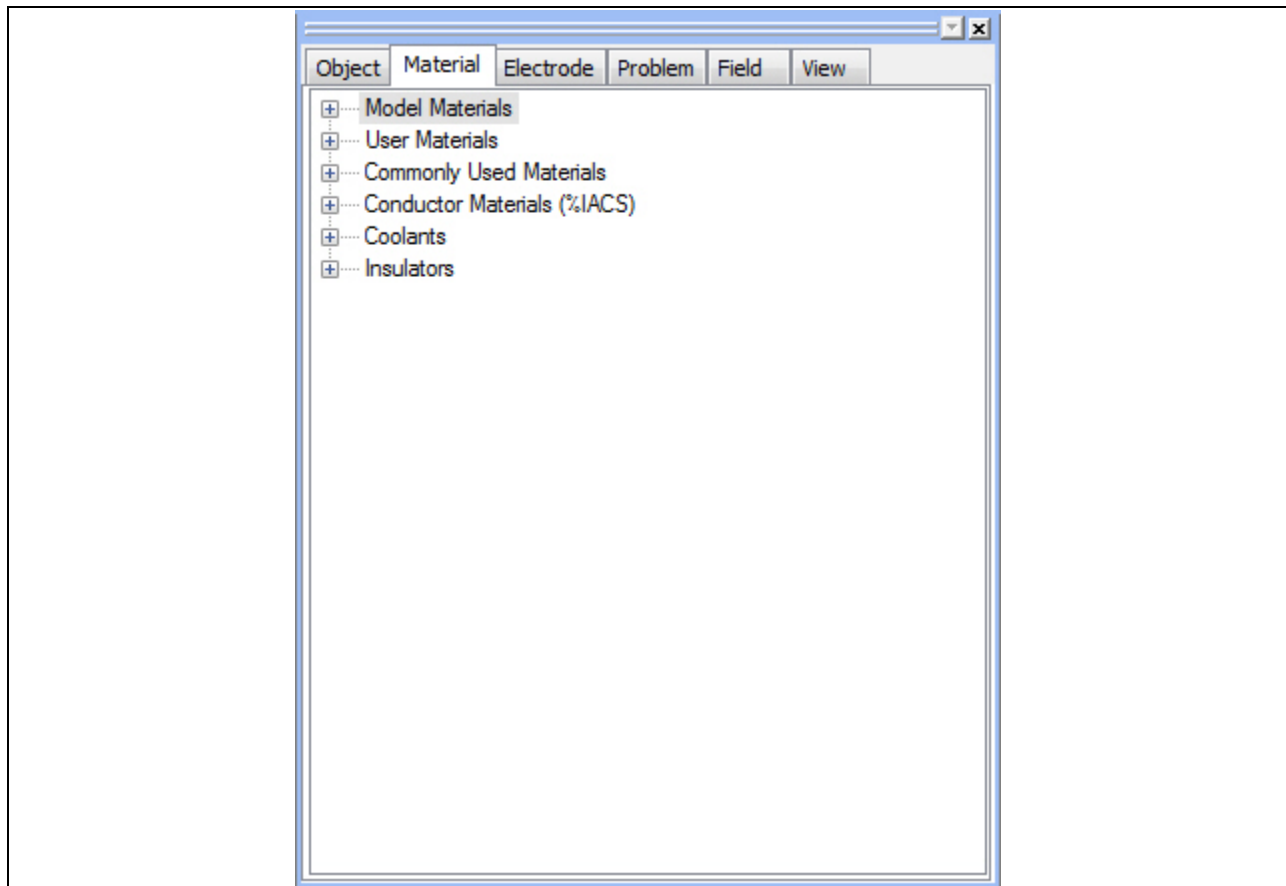 Object Material Electrode Problem Field View
Model Materials
User Materials
Commonly Used Materials
Conductor Materials (%IACS)
Coolants
Insulators